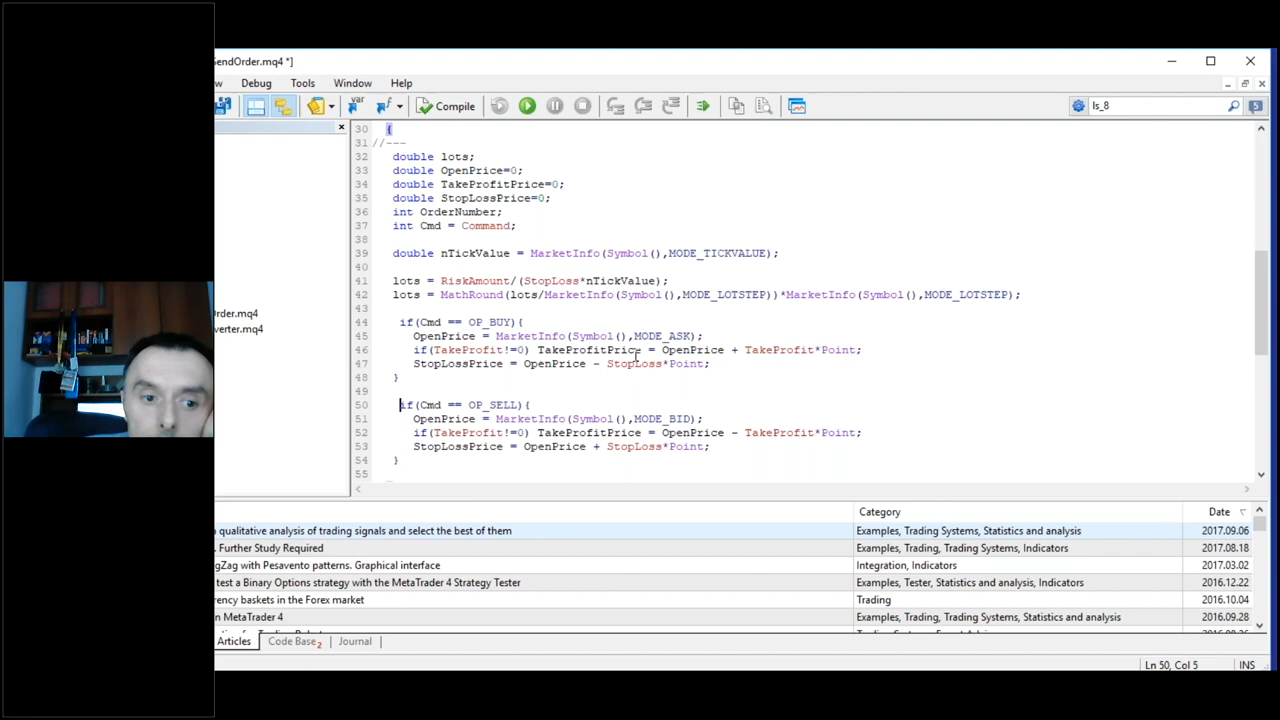 endOrder.mq4 *]
w Debug Tools Window Help
Compile
ls_8
5
30 {
31 //---
32 double lots;
33 double OpenPrice=0;
34 double TakeProfitPrice=0;
35 double StopLossPrice=0;
36 int OrderNumber;
37 int Cmd = Command;
38
39 double nTickValue = MarketInfo(Symbol(),MODE_TICKVALUE);
40
41 lots = RiskAmount/(StopLoss*nTickValue);
42 lots = MathRound(lots/MarketInfo(Symbol(),MODE_LOTSTEP))*MarketInfo(Symbol(),MODE_LOTSTEP);
43
44 if(Cmd == OP_BUY){
45 OpenPrice = MarketInfo(Symbol(),MODE_ASK);
46 if(TakeProfit!=0) TakeProfitPrice = OpenPrice + TakeProfit*Point;
47 StopLossPrice = OpenPrice - StopLoss*Point;
48 }
49
50 if(Cmd == OP_SELL){
51 OpenPrice = MarketInfo(Symbol(),MODE_BID);
52 if(TakeProfit!=0) TakeProfitPrice = OpenPrice - TakeProfit*Point;
53 StopLossPrice = OpenPrice + StopLoss*Point;
54 }
55
rder.mq4
verter.mq4
Category Date
qualitative analysis of trading signals and select the best of them Examples, Trading Systems, Statistics and analysis 2017.09.06
. Further Study Required Examples, Trading, Trading Systems, Indicators 2017.08.18
gZag with Pesavento patterns. Graphical interface Integration, Indicators 2017.03.02
test a Binary Options strategy with the MetaTrader 4 Strategy Tester Examples, Tester, Statistics and analysis, Indicators 2016.12.22
rency baskets in the Forex market Trading 2016.10.04
n MetaTrader 4 Examples, Trading, Trading Systems, Statistics and analysis 2016.09.28
Articles Code Base 2 Journal
Ln 50, Col 5 INS